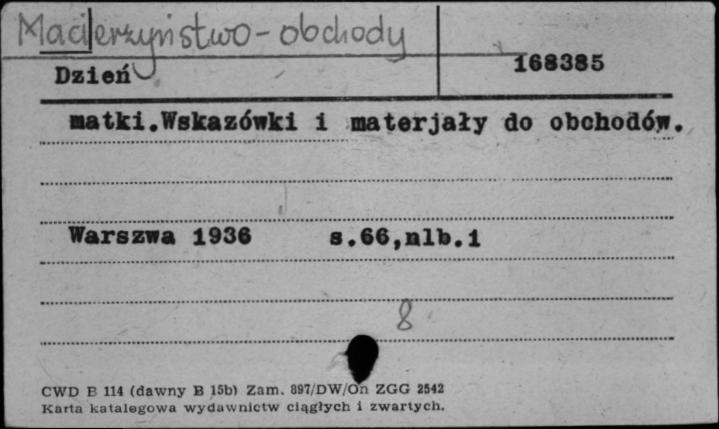 Macierzyństwo - obchody
Dzień 168385
matki.Wskazówki i materjały do obchodów.
Warszwa 1936 s.66,nlb.1
8
CWD B 114 (dawny B 15b) Zam. 897/DW/On ZGG 2542
Karta katalogowa wydawnictw ciągłych i zwartych.